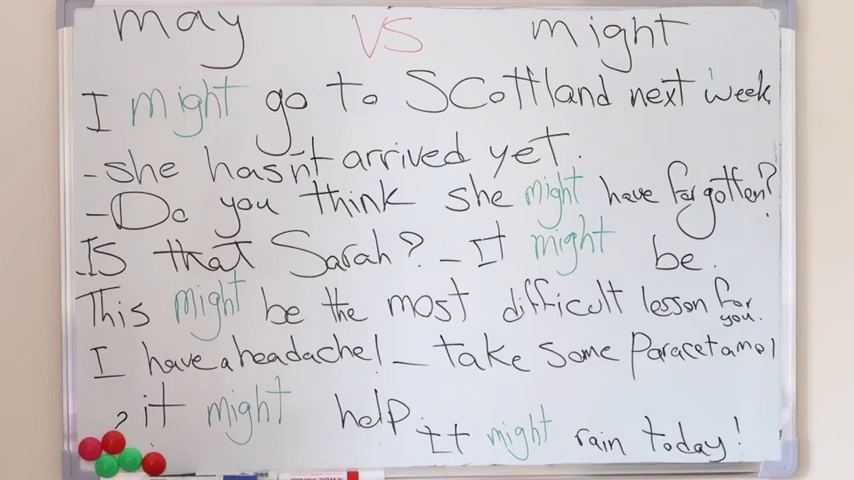 may VS might
I might go to Scottland next week,
- she hasn't arrived yet.
- Do you think she might have forgotten?
Is that Sarah? - It might be.
This might be the most difficult lesson for you.
I have a headache! - take some Paracetamol
, it might help.
It might rain today!